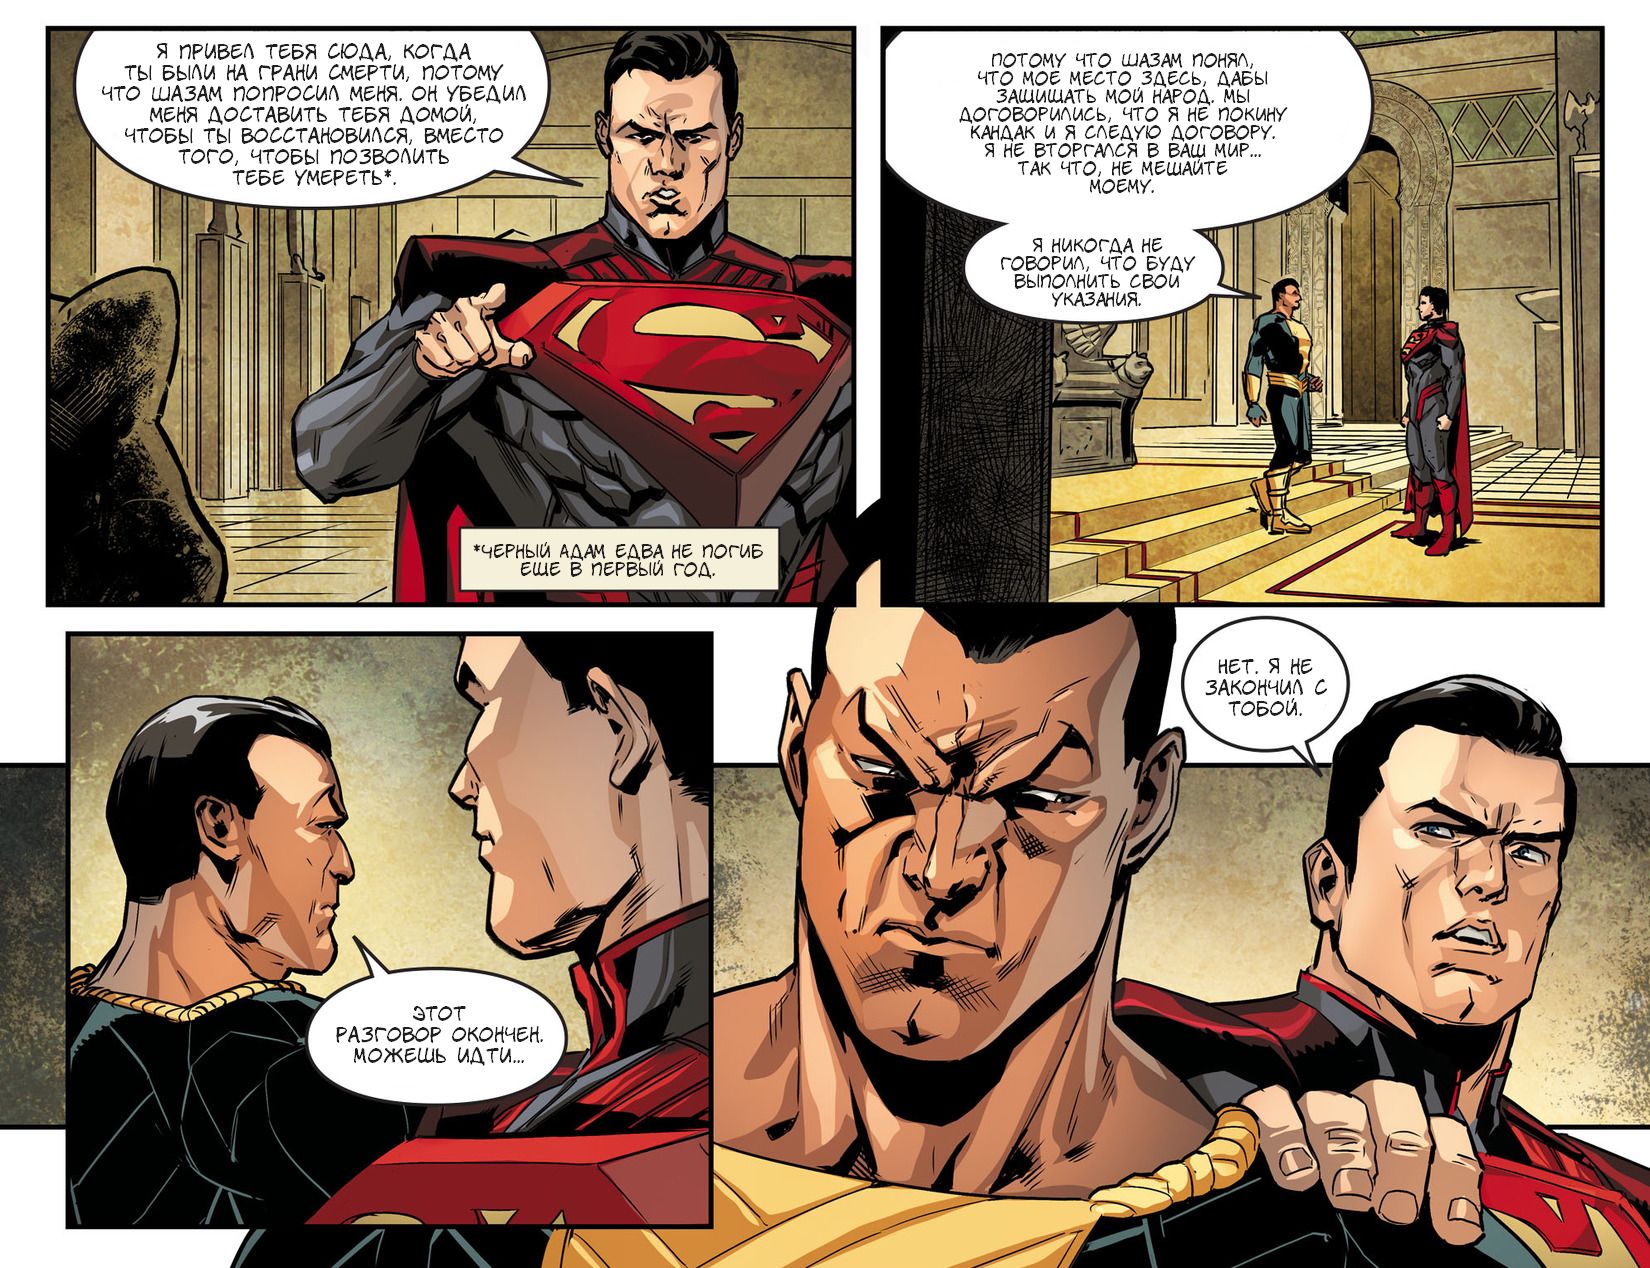 Я ПРИВЕЛ ТЕБЯ СЮДА, КОГДА
ТЫ БЫЛИ НА ГРАНИ СМЕРТИ, ПОТОМУ
ЧТО ШАЗАМ ПОПРОСИЛ МЕНЯ. ОН УБЕДИЛ
МЕНЯ ДОСТАВИТЬ ТЕБЯ ДОМОЙ,
ЧТОБЫ ТЫ ВОССТАНОВИЛСЯ, ВМЕСТО
ТОГО, ЧТОБЫ ПОЗВОЛИТЬ
ТЕБЕ УМЕРЕТЬ*.
*ЧЕРНЫЙ АДАМ ЕДВА НЕ ПОГИБ
ЕЩЕ В ПЕРВЫЙ ГОД.
ПОТОМУ ЧТО ШАЗАМ ПОНЯЛ,
ЧТО МОЕ МЕСТО ЗДЕСЬ, ДАБЫ
ЗАШИШАТЬ МОЙ НАРОД. МЫ
ДОГОВОРИЛИСЬ, ЧТО Я НЕ ПОКИНУ
КАНДАК И Я СЛЕДУЮ ДОГОВОРУ.
Я НЕ ВТОРГАЛСЯ В ВАШ МИР...
ТАК ЧТО, НЕ МЕШАЙТЕ
МОЕМУ.
Я НИКОГДА НЕ
ГОВОРИЛ, ЧТО БУДУ
ВЫПОЛНИТЬ СВОИ
УКАЗАНИЯ.
ЭТОТ
РАЗГОВОР ОКОНЧЕН.
МОЖЕШЬ ИДТИ...
НЕТ. Я НЕ
ЗАКОНЧИЛ С
ТОБОЙ.